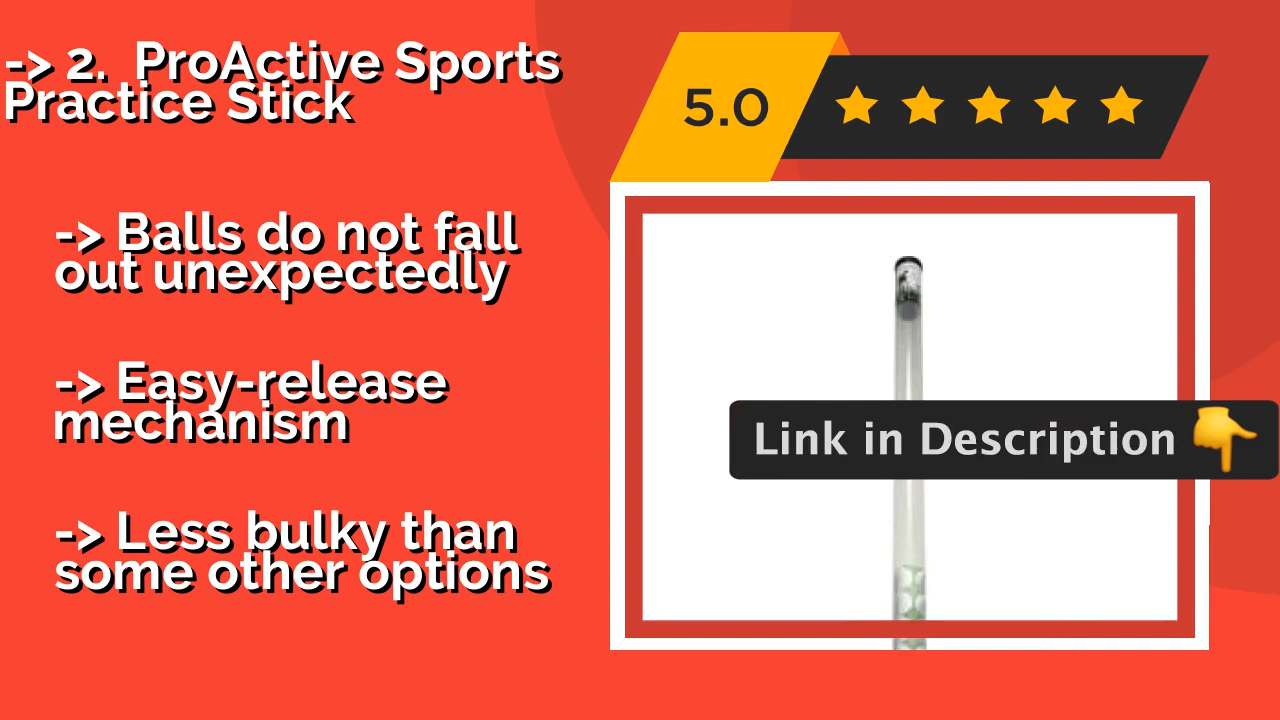 -> 2. ProActive Sports
Practice Stick
5.0
-> Balls do not fall
out unexpectedly
-> Easy-release
mechanism
Link in Description 👇
-> Less bulky than
some other options